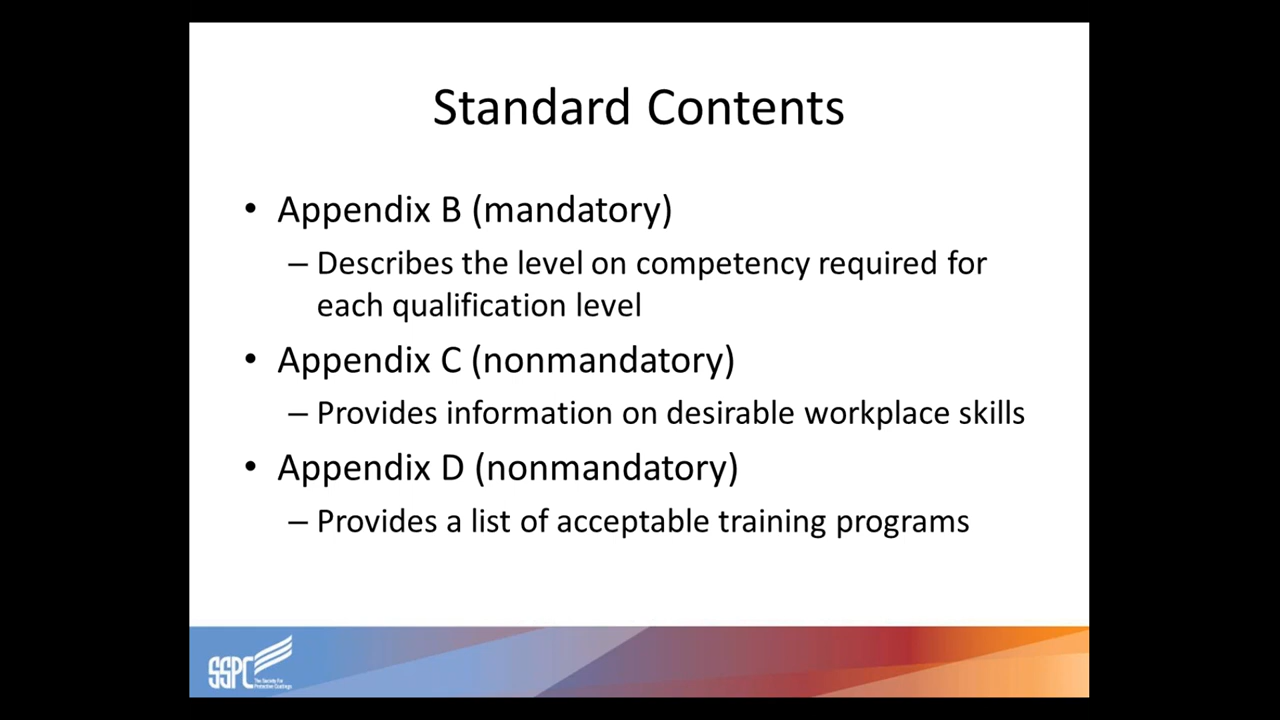 Standard Contents
• Appendix B (mandatory)
– Describes the level on competency required for
each qualification level
• Appendix C (nonmandatory)
– Provides information on desirable workplace skills
• Appendix D (nonmandatory)
– Provides a list of acceptable training programs
SSPC
The Society for
Protective Coatings